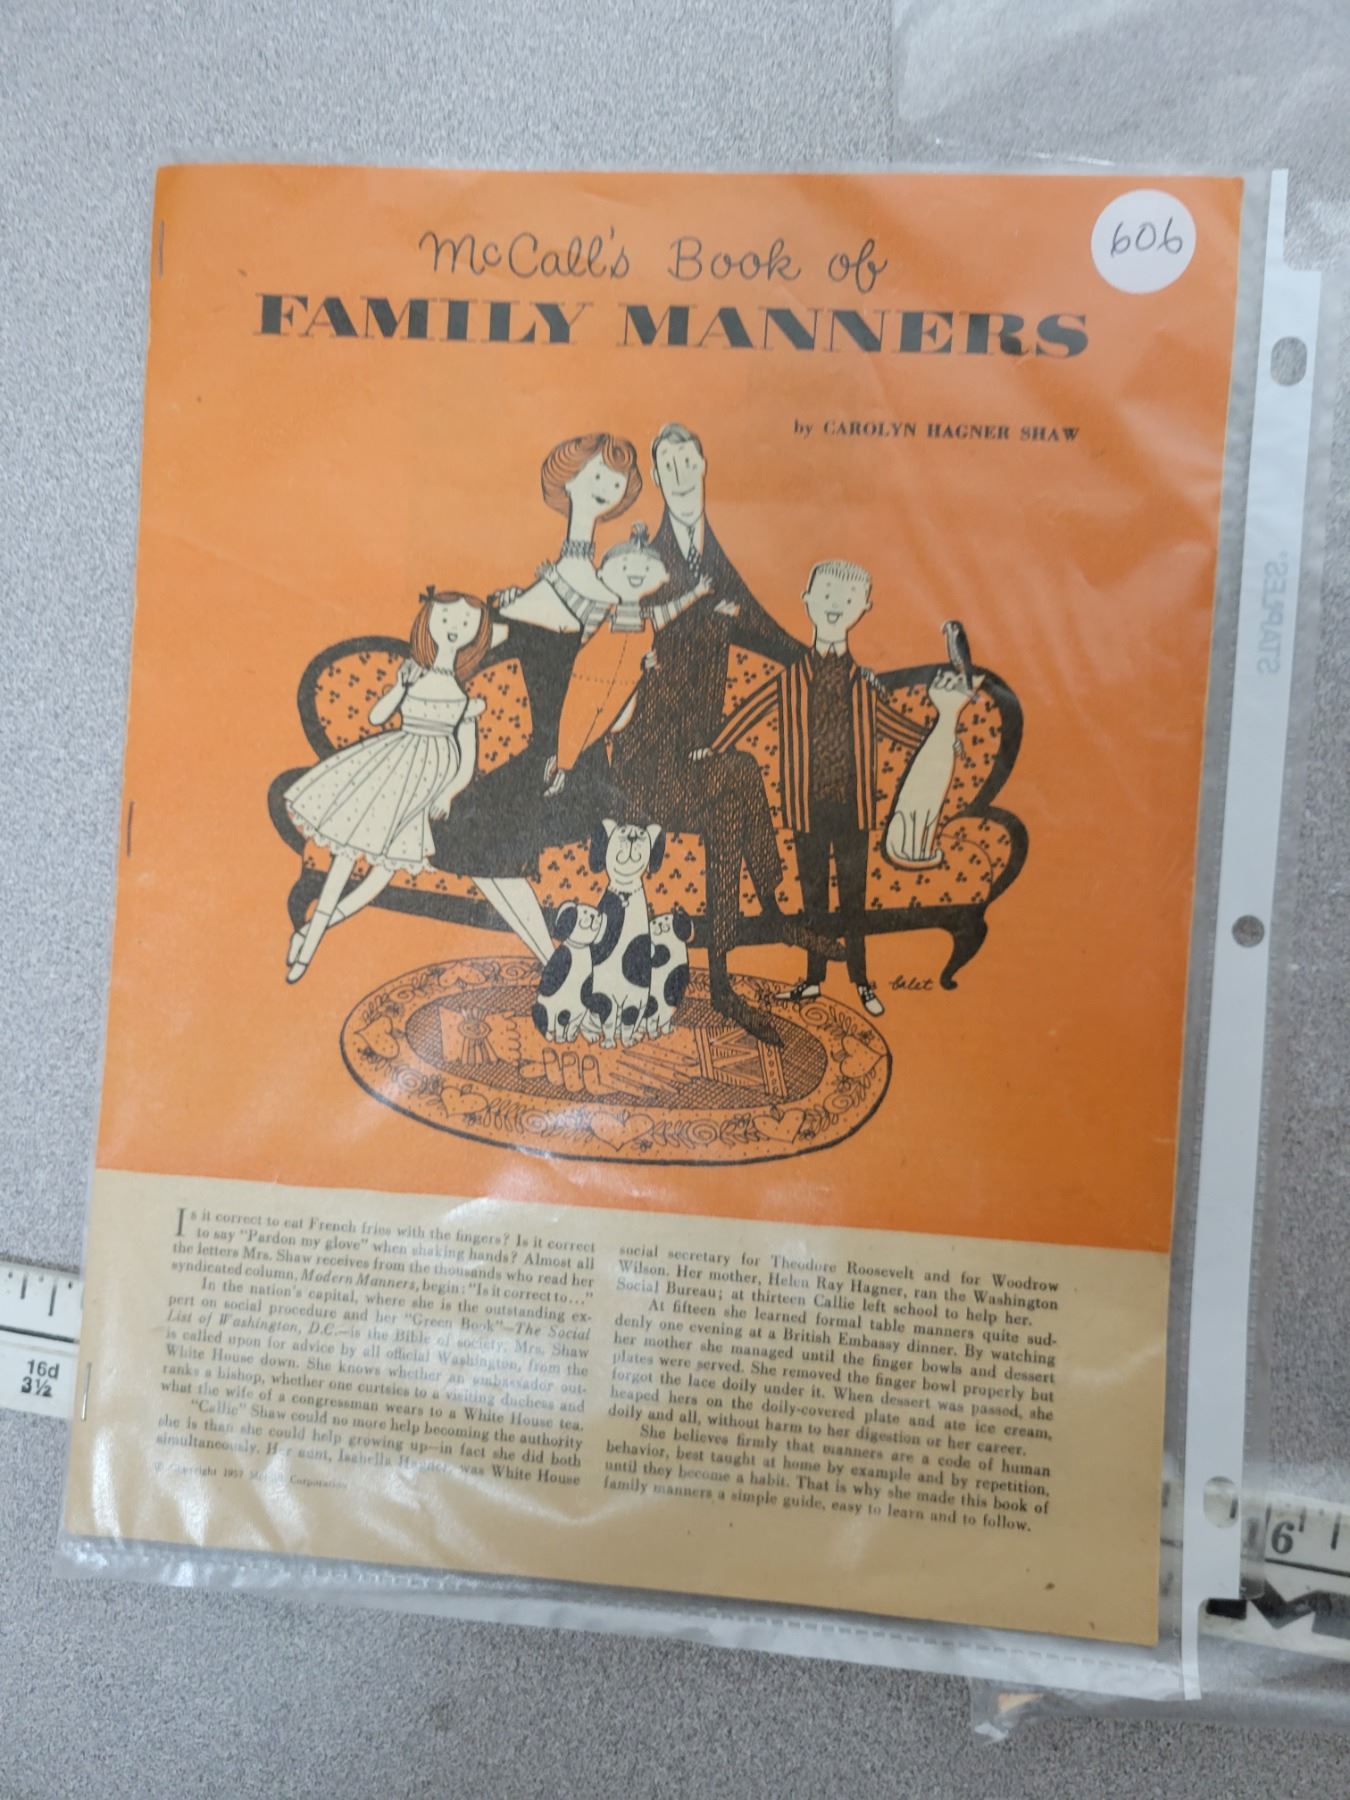 606
McCall's Book of
FAMILY MANNERS
by CAROLYN HAGNER SHAW
balet
STAPLES®
Is it correct to eat French fries with the fingers? Is it correct
to say "Pardon my glove" when shaking hands? Almost all
the letters Mrs. Shaw receives from the thousands who read her
syndicated column, Modern Manners, begin: "Is it correct to..."
In the nation's capital, where she is the outstanding ex-
pert on social procedure and her "Green Book"—The Social
List of Washington, D.C.—is the Bible of society, Mrs. Shaw
is called upon for advice by all official Washington, from the
White House down. She knows whether an ambassador out-
ranks a bishop, whether one curtsies to a visiting duchess and
what the wife of a congressman wears to a White House tea.
"Callie" Shaw could no more help becoming the authority
she is than she could help growing up—in fact she did both
simultaneously. Her aunt, Isabella Hagner, was White House
© Copyright 1957 McCall Corporation
social secretary for Theodore Roosevelt and for Woodrow
Wilson. Her mother, Helen Ray Hagner, ran the Washington
Social Bureau; at thirteen Callie left school to help her.
At fifteen she learned formal table manners quite sud-
denly one evening at a British Embassy dinner. By watching
her mother she managed until the finger bowls and dessert
plates were served. She removed the finger bowl properly but
forgot the lace doily under it. When dessert was passed, she
heaped hers on the doily-covered plate and ate ice cream,
doily and all, without harm to her digestion or her career.
She believes firmly that manners are a code of human
behavior, best taught at home by example and by repetition,
until they become a habit. That is why she made this book of
family manners a simple guide, easy to learn and to follow.
16d
3½
6